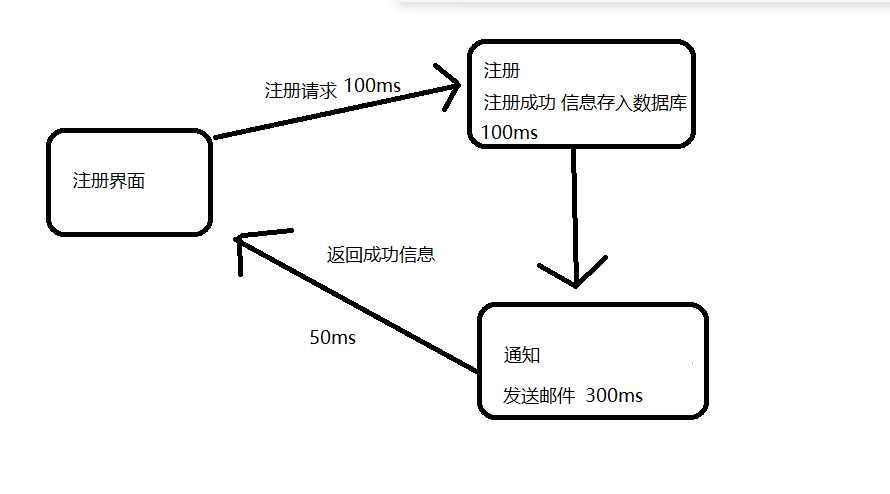 注册请求 100ms
注册
注册成功 信息存入数据库
100ms
注册界面
返回成功信息
50ms
通知
发送邮件 300ms